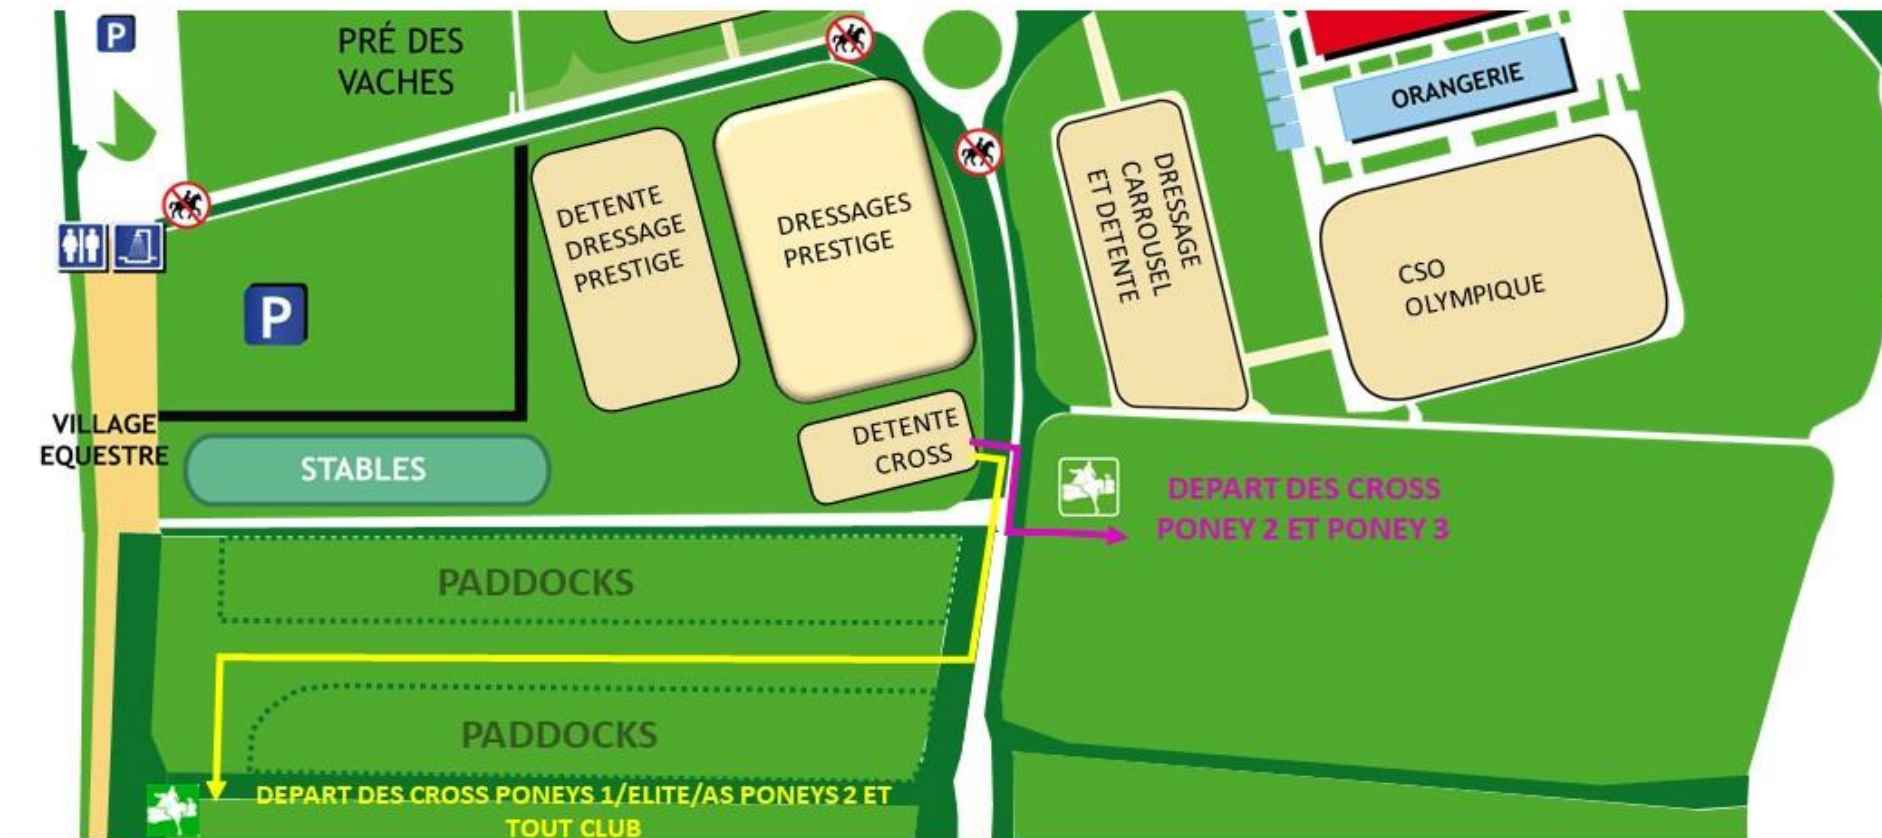 P
PRÉ DES
VACHES
ORANGERIE
DETENTE
DRESSAGE
PRESTIGE
DRESSAGES
PRESTIGE
DRESSAGE
CARROUSEL
ET DETENTE
CSO
OLYMPIQUE
P
VILLAGE
EQUESTRE
STABLES
DETENTE
CROSS
DEPART DES CROSS
PONEY 2 ET PONEY 3
PADDOCKS
PADDOCKS
DEPART DES CROSS PONEYS 1/ELITE/AS PONEYS 2 ET
TOUT CLUB